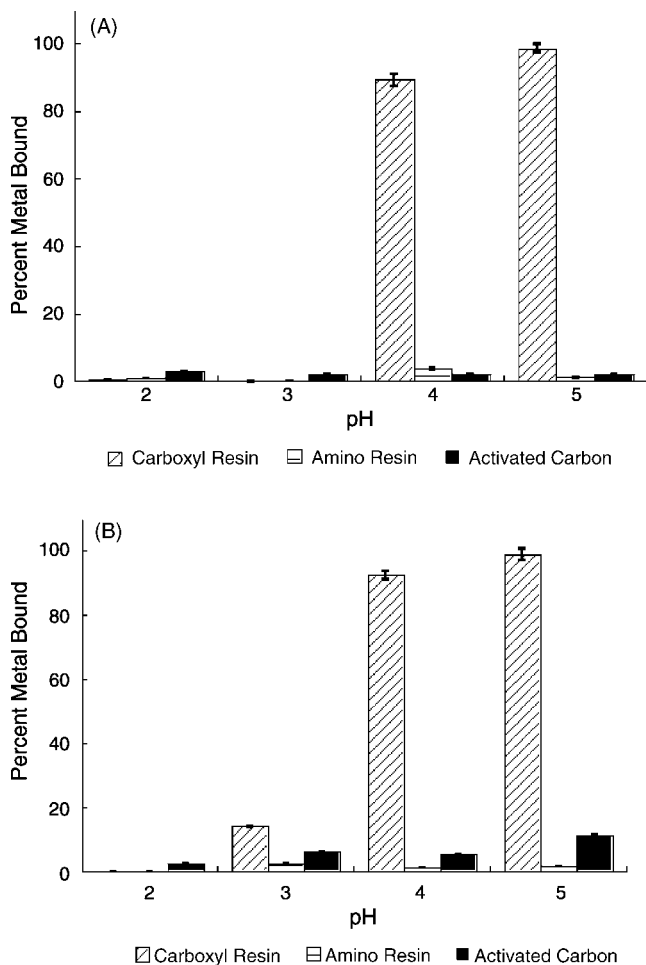 (A)
Percent Metal Bound
100
80
60
40
20
0
2 3 4 5
pH
Carboxyl Resin Amino Resin Activated Carbon
(B)
Percent Metal Bound
100
80
60
40
20
0
2 3 4 5
pH
Carboxyl Resin Amino Resin Activated Carbon